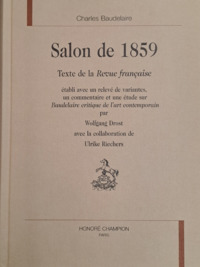 Charles Baudelaire
Salon de 1859
Texte de la Revue française
établi avec un relevé de variantes,
un commentaire et une étude sur
Baudelaire critique de l'art contemporain
par
Wolfgang Drost
avec la collaboration de
Ulrike Riechers
HONORÉ CHAMPION
PARIS